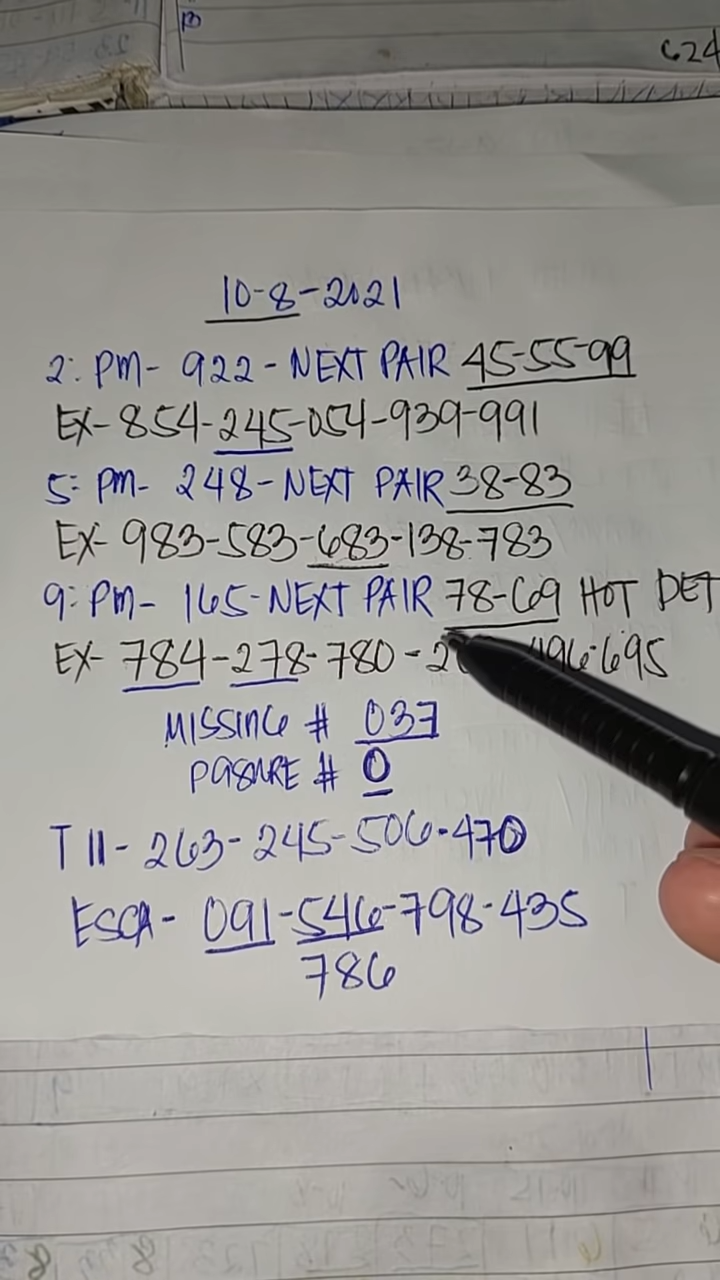 624
10-8-2021
2: PM- 922-NEXT PAIR 45-55-99
EX-854-245-054-939-991
5: PM- 248-NEXT PAIR 38-83
EX-983-583-683-138-783
9: PM- 165-NEXT PAIR 78-69 HOT DET
EX-784-278-780- 496-695
MISSING # 037
PASURE # 0
T11-263-245-506-470
ESCA-091-546-798-435
786